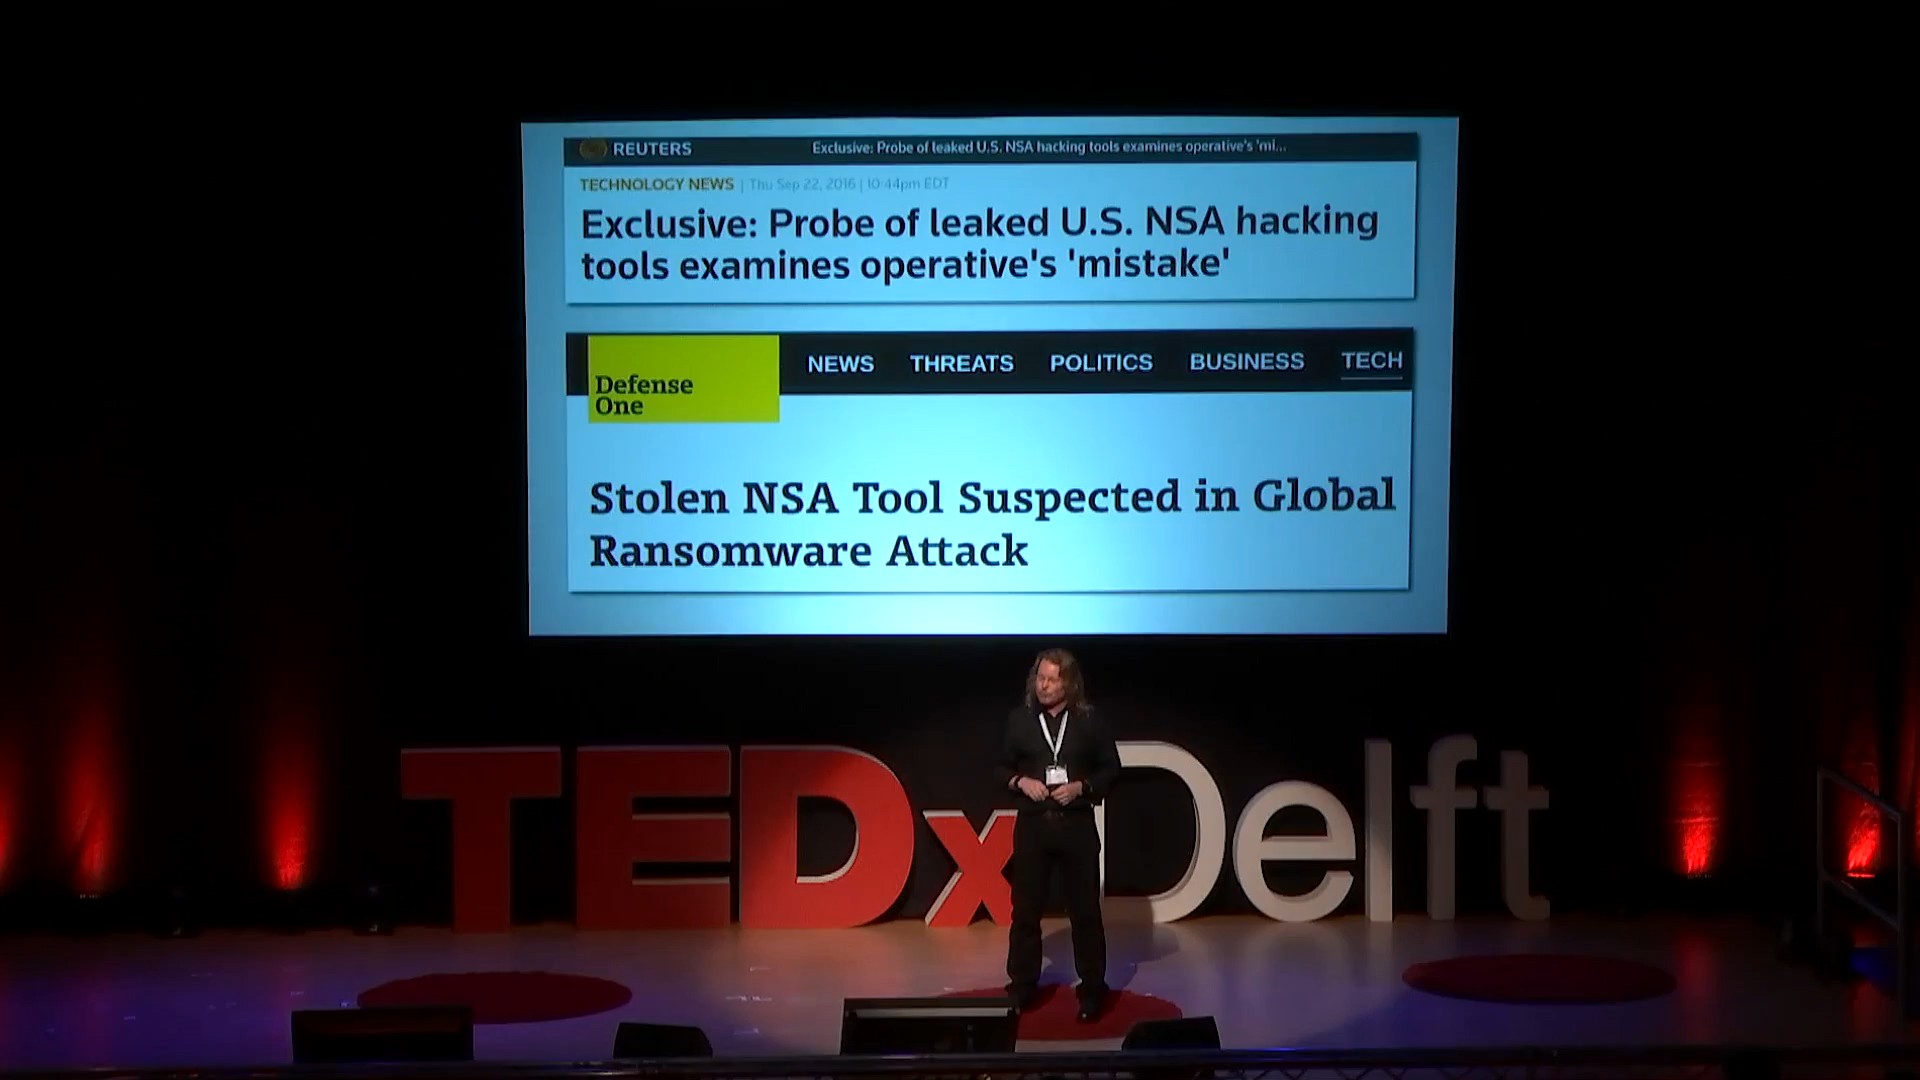 REUTERS
Exclusive: Probe of leaked U.S. NSA hacking tools examines operative's 'mi...
TECHNOLOGY NEWS | Thu Sep 22, 2016 | 10:44pm EDT
Exclusive: Probe of leaked U.S. NSA hacking
tools examines operative's 'mistake'
Defense
One
NEWS THREATS POLITICS BUSINESS TECH
Stolen NSA Tool Suspected in Global
Ransomware Attack
TEDxDelft